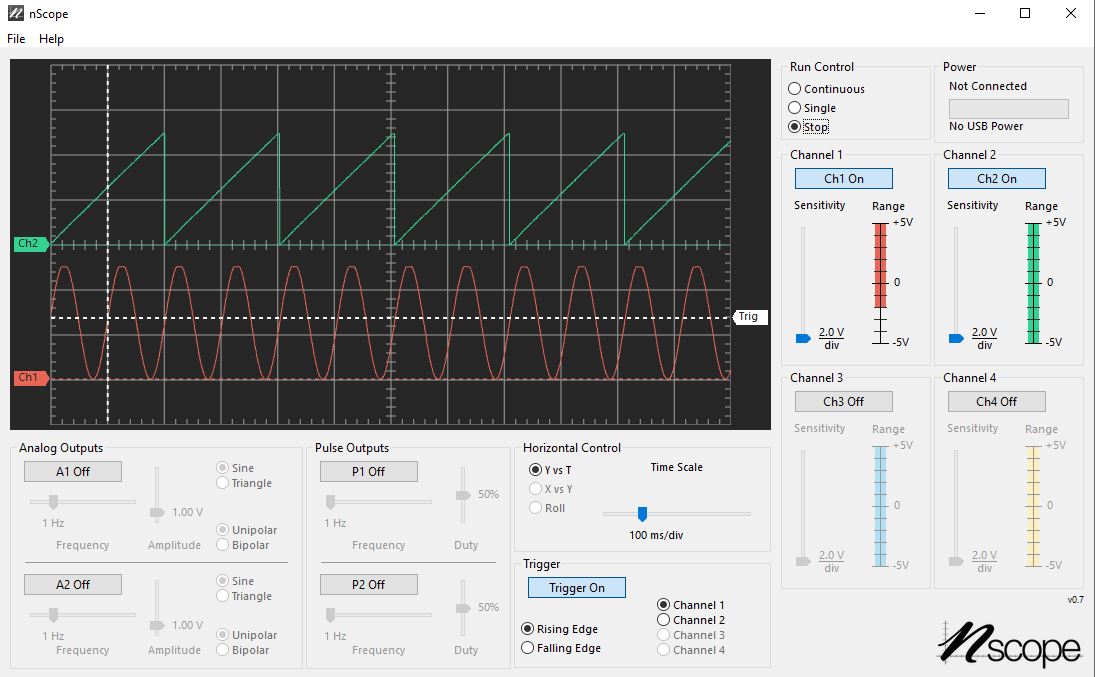 nScope
File Help
Ch2
Ch1
Trig
Run Control
Continuous
Single
Stop
Power
Not Connected
No USB Power
Channel 1
Ch1 On
Sensitivity Range
+5V
0
-5V
2.0 V
div
Channel 2
Ch2 On
Sensitivity Range
+5V
0
-5V
2.0 V
div
Channel 3
Ch3 Off
Sensitivity Range
+5V
0
-5V
2.0 V
div
Channel 4
Ch4 Off
Sensitivity Range
+5V
0
-5V
2.0 V
div
Analog Outputs
A1 Off
Sine
Triangle
1 Hz
1.00 V
Unipolar
Bipolar
Frequency Amplitude
A2 Off
Sine
Triangle
1 Hz
1.00 V
Unipolar
Bipolar
Frequency Amplitude
Pulse Outputs
P1 Off
50%
1 Hz
Frequency Duty
P2 Off
50%
1 Hz
Frequency Duty
Horizontal Control
Y vs T
X vs Y
Roll
Time Scale
100 ms/div
Trigger
Trigger On
Rising Edge
Falling Edge
Channel 1
Channel 2
Channel 3
Channel 4
v0.7
nscope